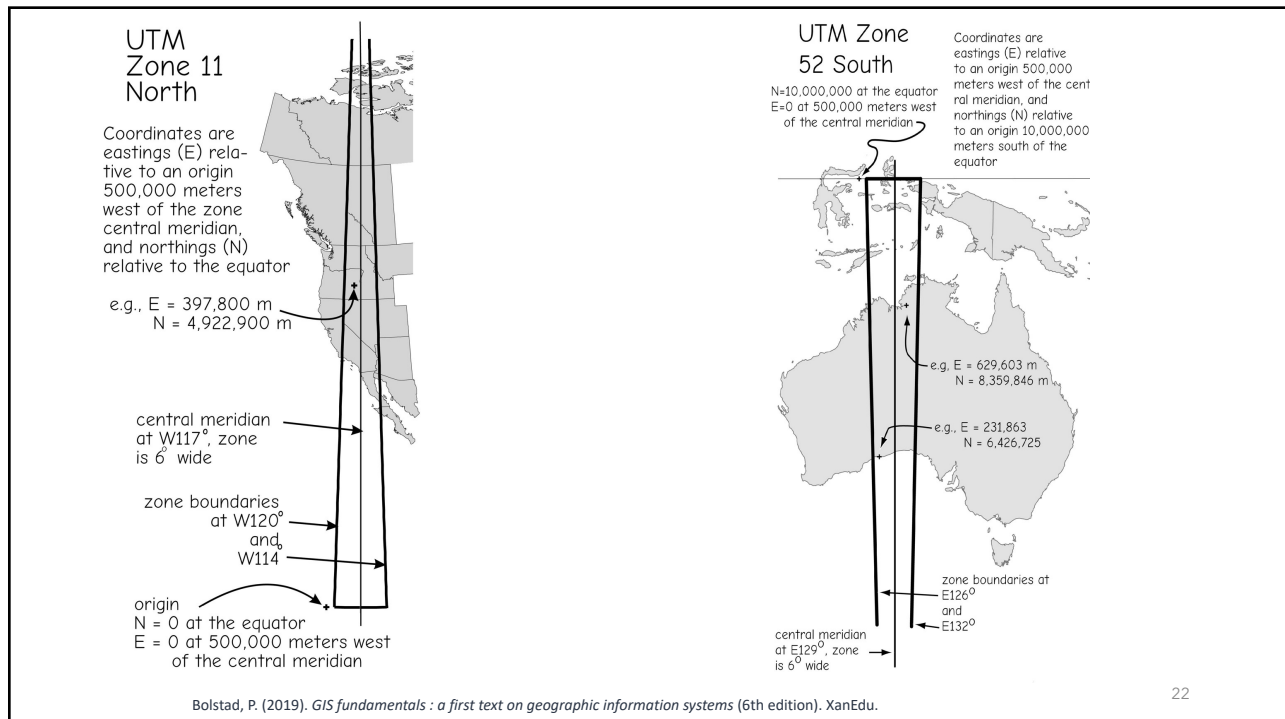 UTM
Zone 11
North
Coordinates are
eastings (E) rela-
tive to an origin
500,000 meters
west of the zone
central meridian,
and northings (N)
relative to the equator
e.g., E = 397,800 m
N = 4,922,900 m
central meridian
at W117°, zone
is 6° wide
zone boundaries
at W120°
and
W114°
origin
N = 0 at the equator
E = 0 at 500,000 meters west
of the central meridian
UTM Zone
52 South
N=10,000,000 at the equator
E=0 at 500,000 meters west
of the central meridian
Coordinates are
eastings (E) relative
to an origin 500,000
meters west of the cent
ral meridian, and
northings (N) relative
to an origin 10,000,000
meters south of the
equator
e.g, E = 629,603 m
N = 8,359,846 m
e.g., E = 231,863
N = 6,426,725
zone boundaries at
E126°
and
E132°
central meridian
at E129°, zone
is 6° wide
Bolstad, P. (2019). GIS fundamentals : a first text on geographic information systems (6th edition). XanEdu.
22